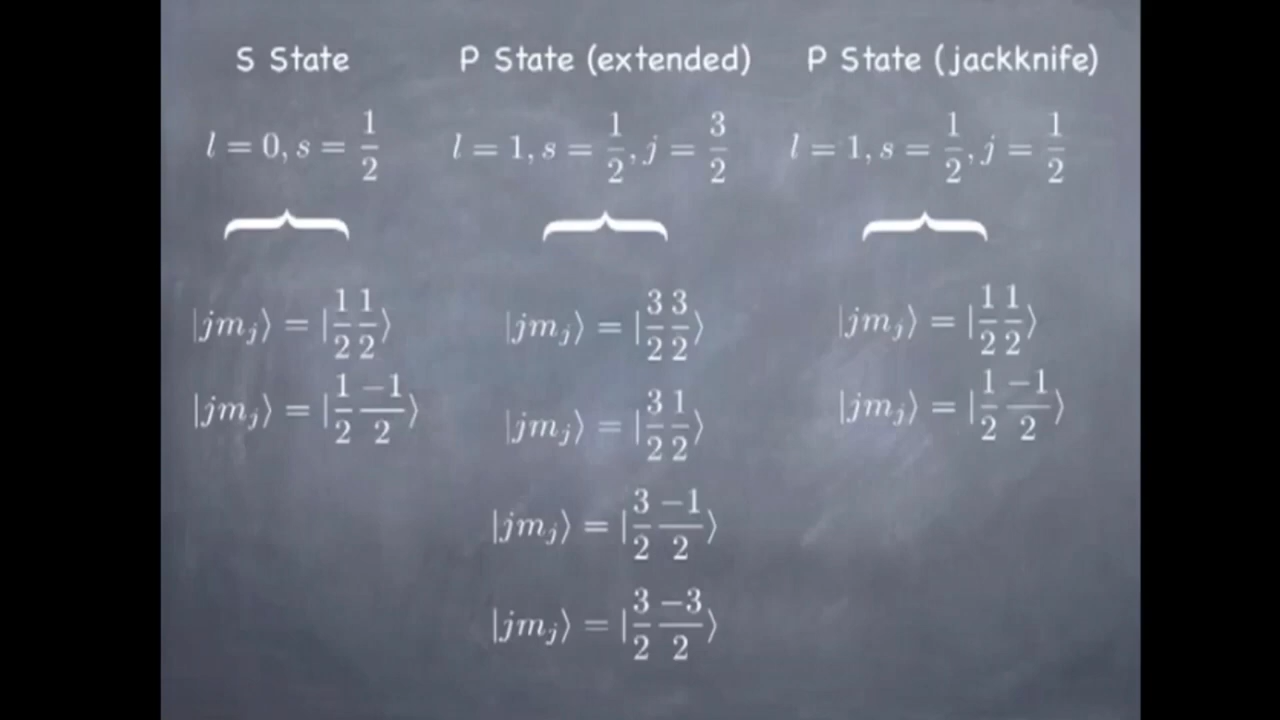 S State
P State (extended)
P State (jackknife)
l = 0, s = 1/2
l = 1, s = 1/2, j = 3/2
l = 1, s = 1/2, j = 1/2
|jm_j⟩ = |1/2 1/2⟩
|jm_j⟩ = |1/2 -1/2⟩
|jm_j⟩ = |3/2 3/2⟩
|jm_j⟩ = |3/2 1/2⟩
|jm_j⟩ = |3/2 -1/2⟩
|jm_j⟩ = |3/2 -3/2⟩
|jm_j⟩ = |1/2 1/2⟩
|jm_j⟩ = |1/2 -1/2⟩